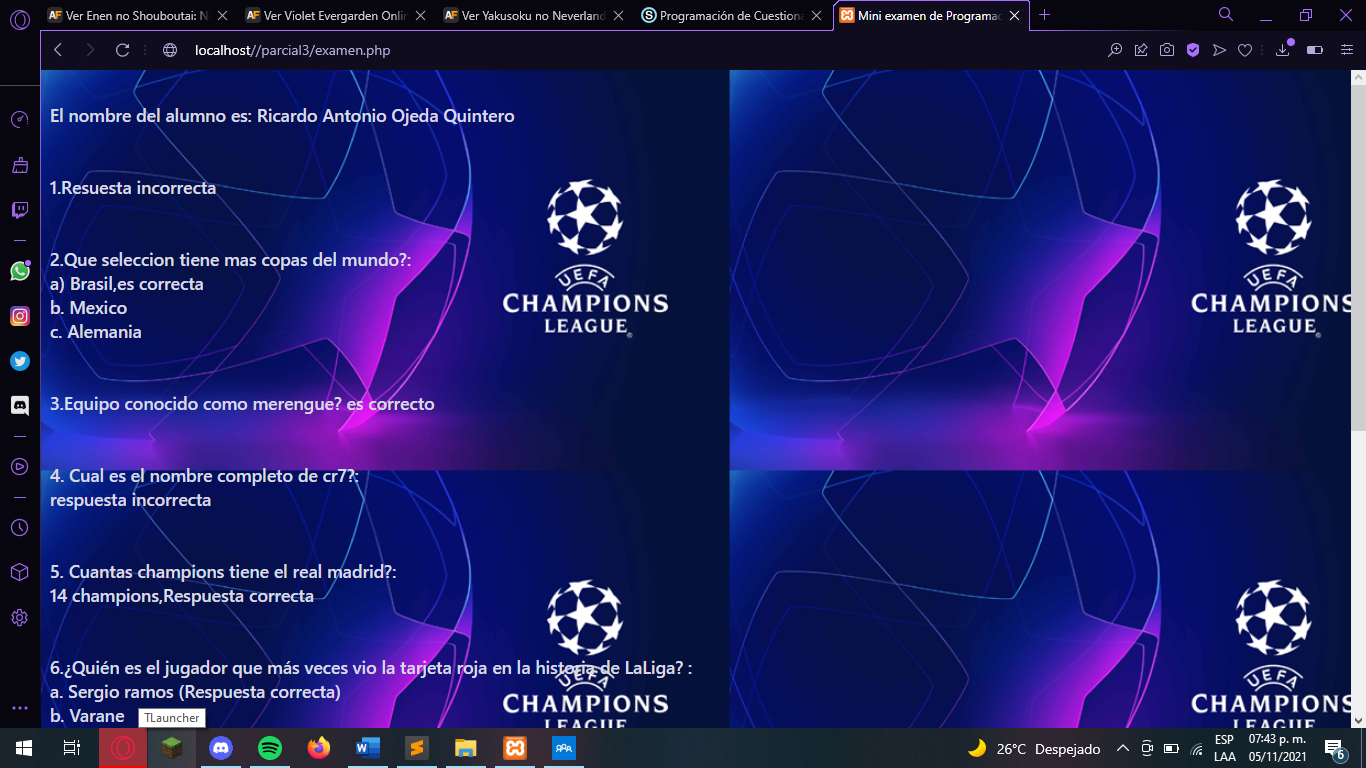 Ver Enen no Shouboutai: N
Ver Violet Evergarden Onlin
Ver Yakusoku no Neverland
Programación de Cuestiona
Mini examen de Programac
localhost//parcial3/examen.php
El nombre del alumno es: Ricardo Antonio Ojeda Quintero
1.Resuesta incorrecta
UEFA
CHAMPIONS
LEAGUE
UEFA
CHAMPIONS
LEAGUE
2.Que seleccion tiene mas copas del mundo?:
a) Brasil,es correcta
b. Mexico
c. Alemania
3.Equipo conocido como merengue? es correcto
4. Cual es el nombre completo de cr7?:
respuesta incorrecta
5. Cuantas champions tiene el real madrid?:
14 champions,Respuesta correcta
6.¿Quién es el jugador que más veces vio la tarjeta roja en la historia de LaLiga? :
a. Sergio ramos (Respuesta correcta)
b. Varane
UEFA
CHAMPIONS
LEAGUE
UEFA
CHAMPIONS
LEAGUE
TLauncher
26°C Despejado
ESP
LAA
07:43 p. m.
05/11/2021
6